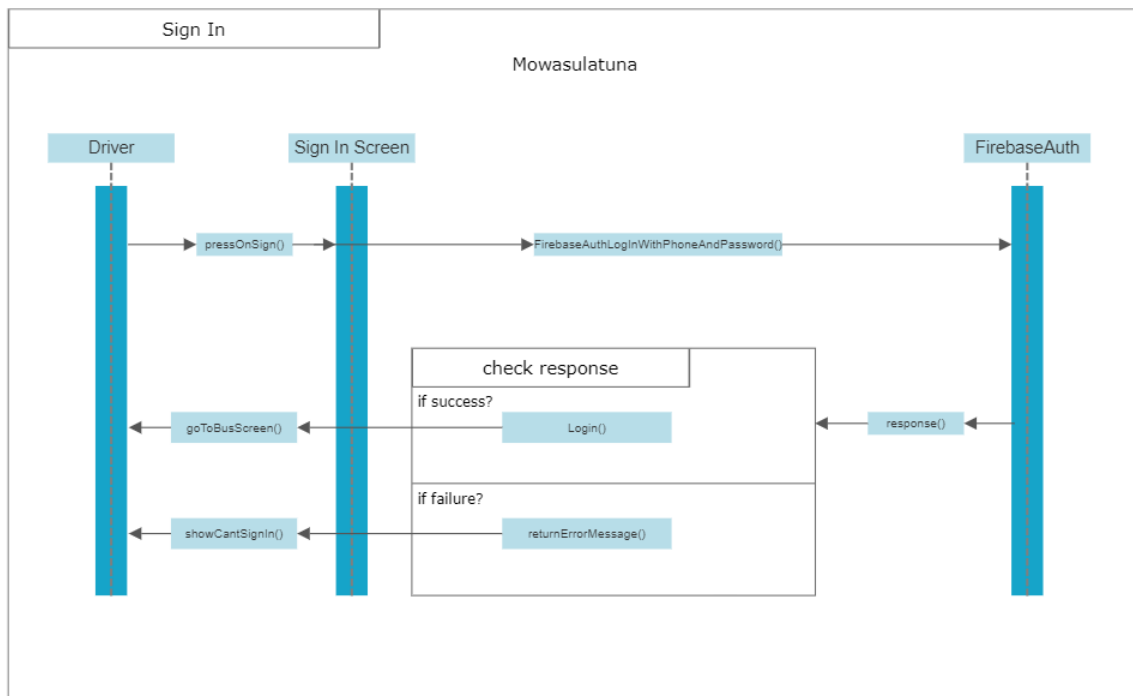 Sign In
Mowasulatuna
Driver
Sign In Screen
FirebaseAuth
pressOnSign()
FirebaseAuthLogInWithPhoneAndPassword()
check response
if success?
goToBusScreen()
Login()
response()
if failure?
showCantSignIn()
returnErrorMessage()